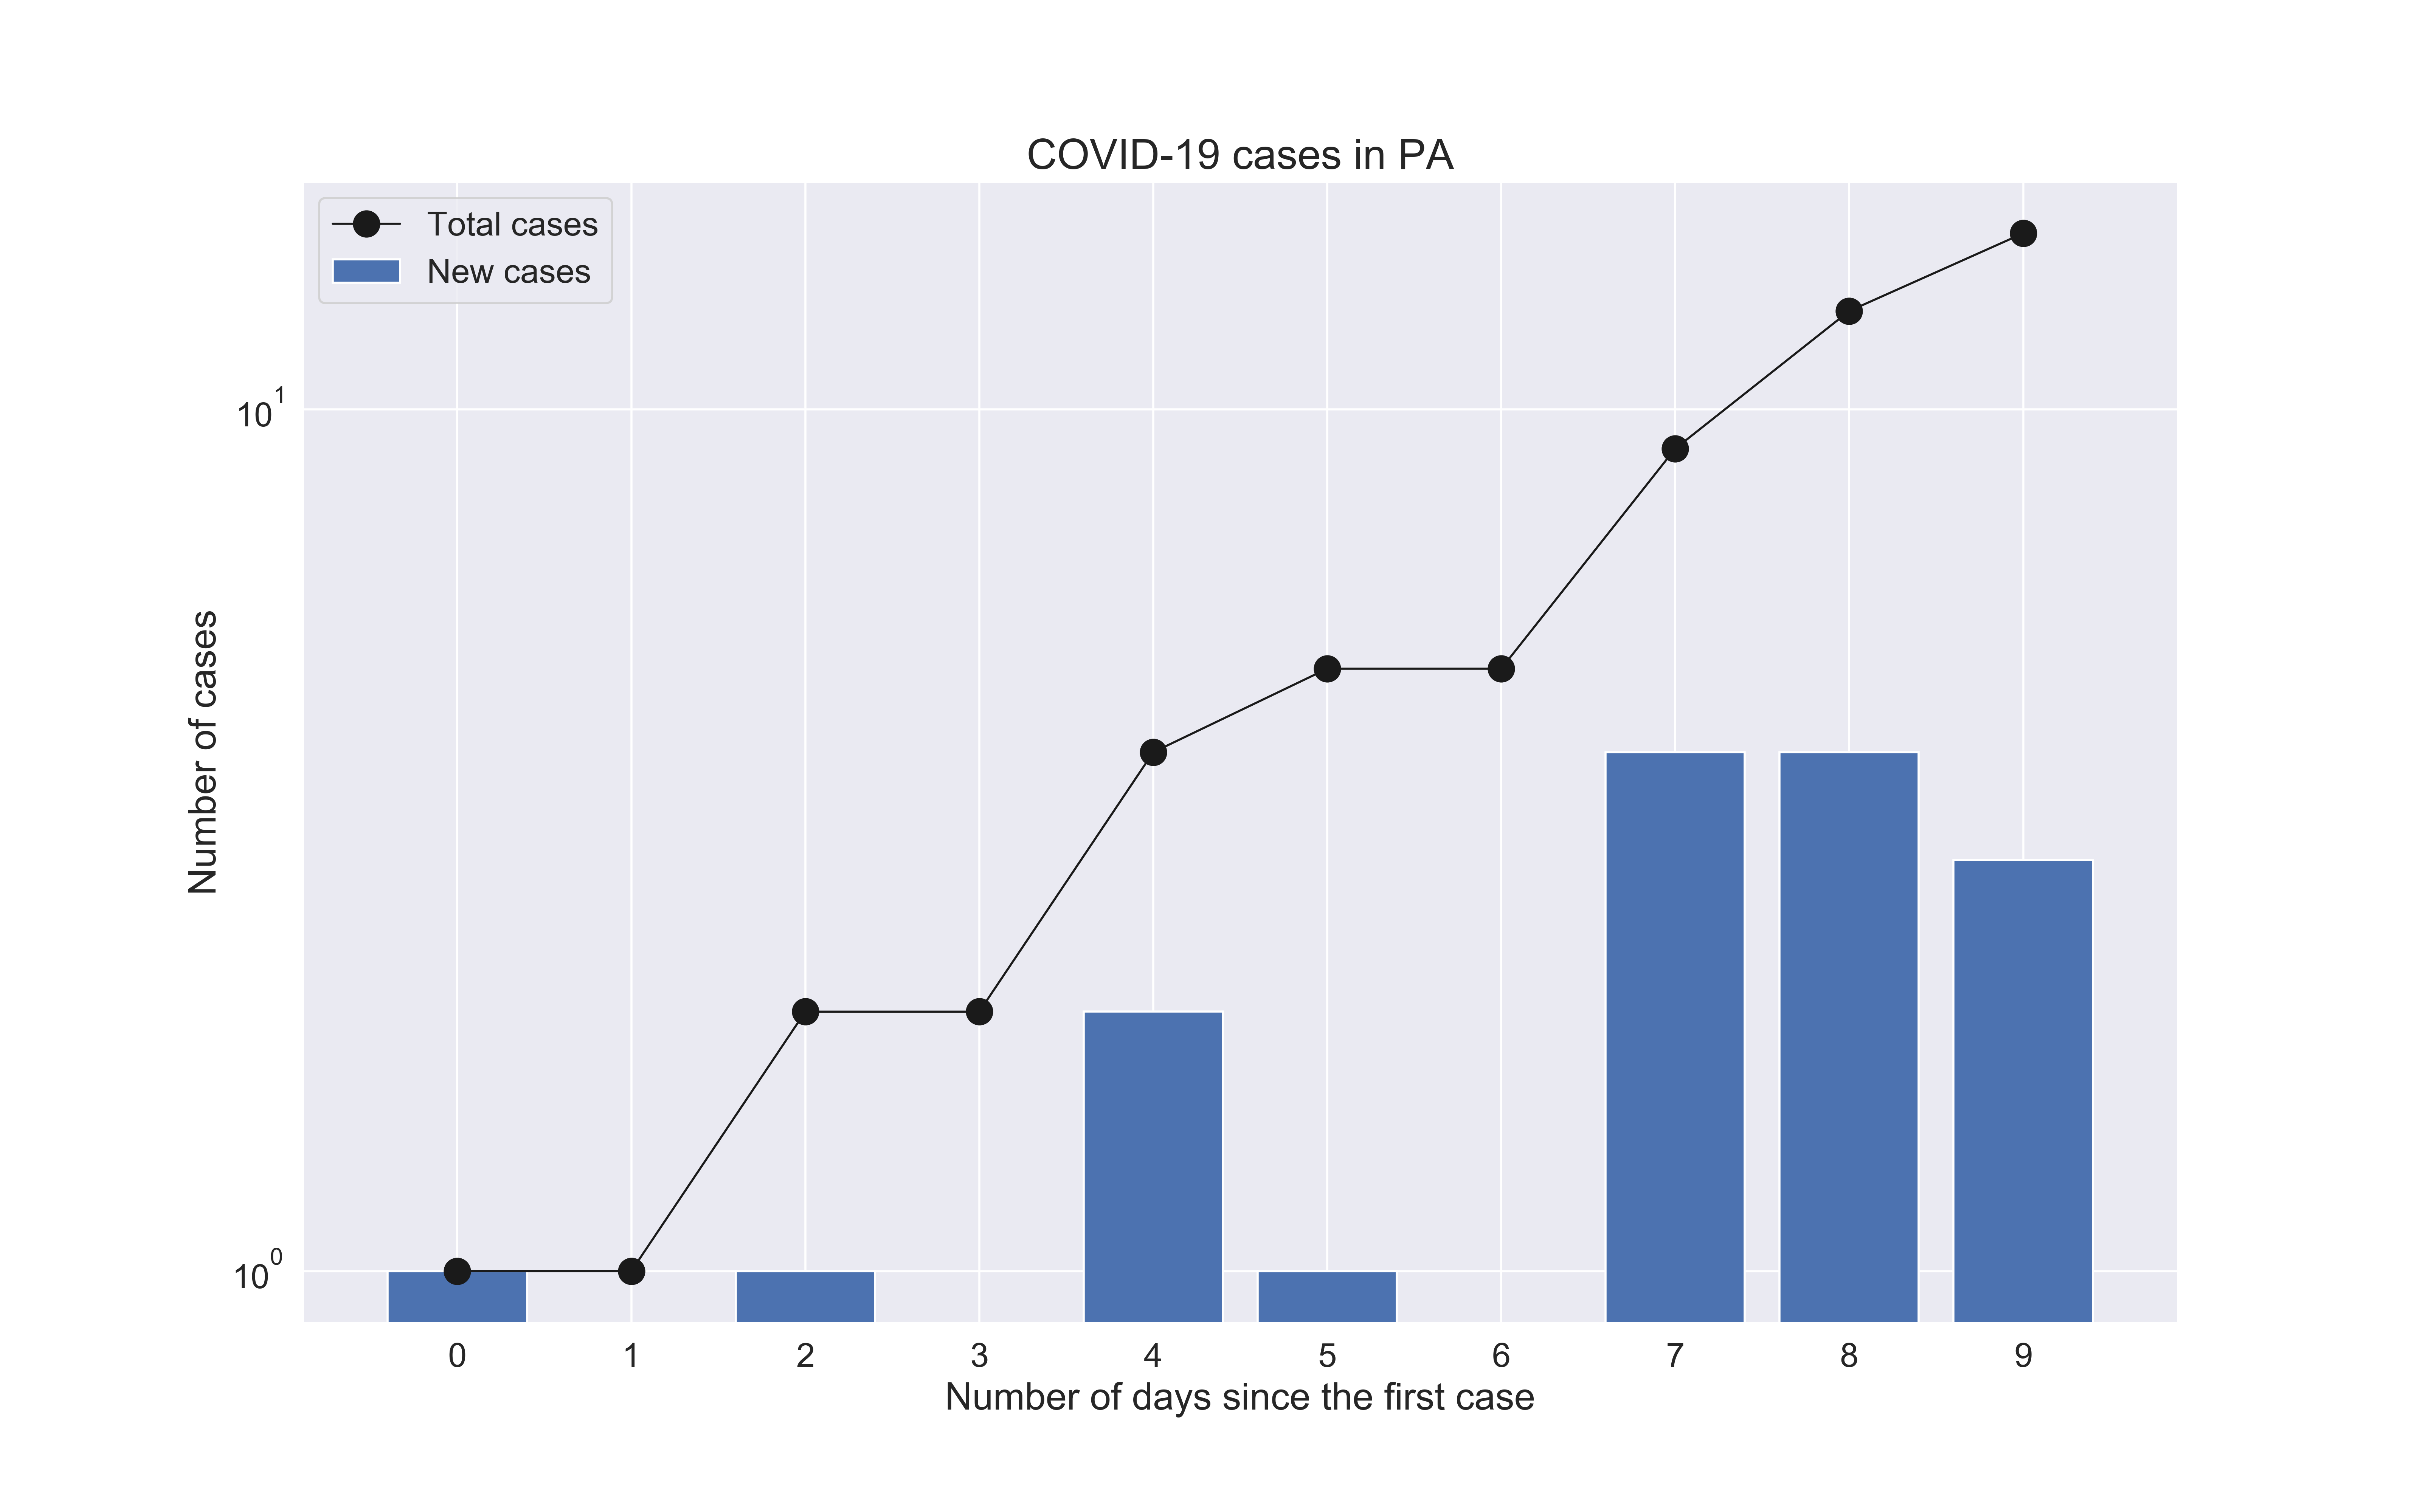 COVID-19 cases in PA
Total cases
New cases
10^1
10^0
Number of cases
0 1 2 3 4 5 6 7 8 9
Number of days since the first case